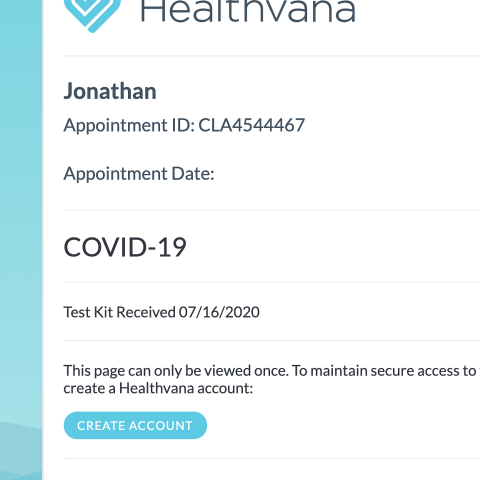 Healthvana
Jonathan
Appointment ID: CLA4544467
Appointment Date:
COVID-19
Test Kit Received 07/16/2020
This page can only be viewed once. To maintain secure access to
create a Healthvana account:
CREATE ACCOUNT